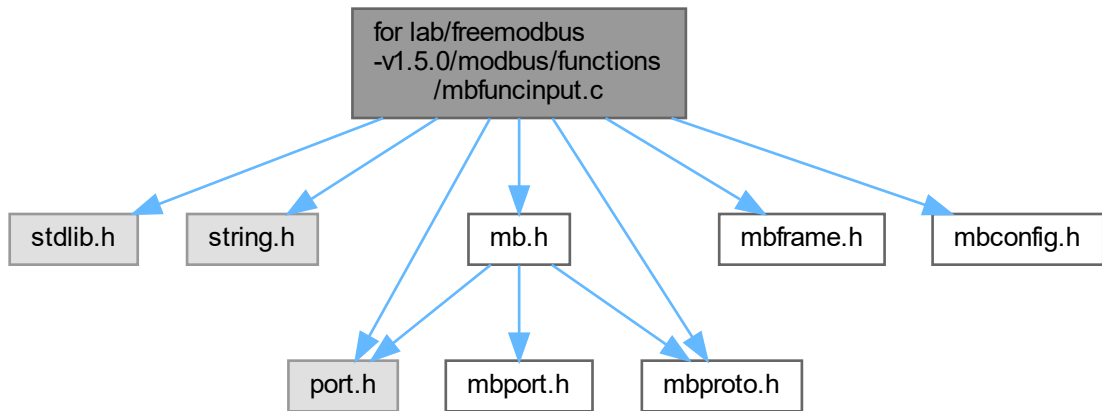 for lab/freemodbus
-v1.5.0/modbus/functions
/mbfuncinput.c
stdlib.h
string.h
mb.h
mbframe.h
mbconfig.h
port.h
mbport.h
mbproto.h